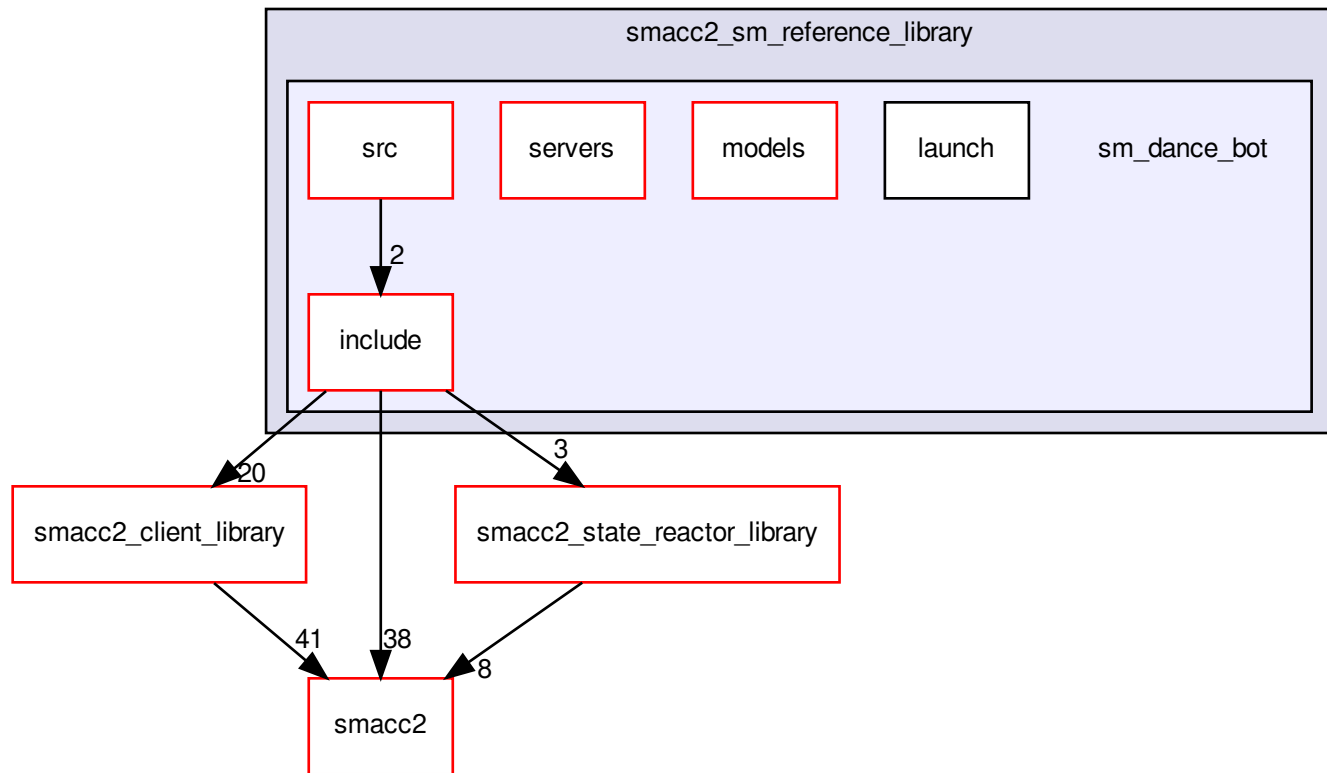 smacc2_sm_reference_library
src
servers
models
launch
sm_dance_bot
2
include
20
3
smacc2_client_library
smacc2_state_reactor_library
41
38
8
smacc2